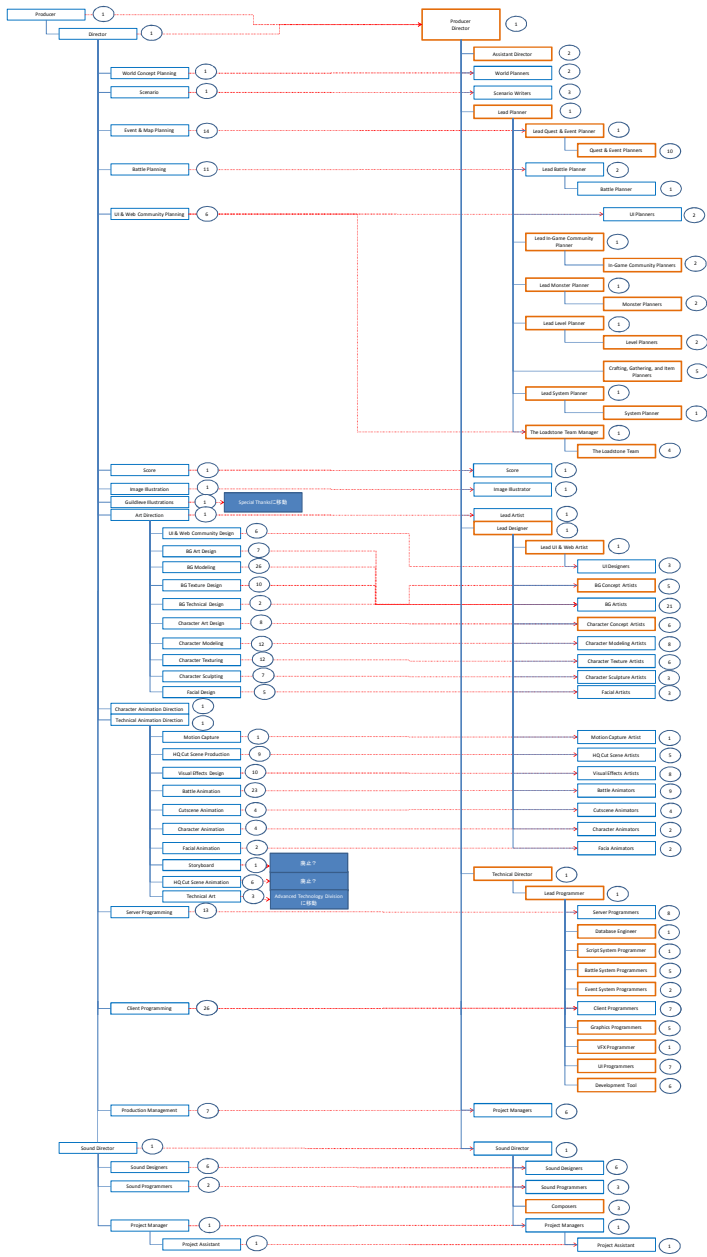 Producer
1
Director
1
World Concept Planning
1
Scenario
1
Event & Map Planning
14
Battle Planning
11
UI & Web Community Planning
6
Score
1
Image Illustration
1
Guildleve Illustrations
1
Special Thanksに移動
Art Direction
1
UI & Web Community Design
6
BG Art Design
7
BG Modeling
26
BG Texture Design
10
BG Technical Design
2
Character Art Design
8
Character Modeling
12
Character Texturing
12
Character Sculpting
7
Facial Design
5
Character Animation Direction
1
Technical Animation Direction
1
Motion Capture
1
HQ Cut Scene Production
9
Visual Effects Design
10
Battle Animation
23
Cutscene Animation
4
Character Animation
4
Facial Animation
2
Storyboard
1
廃止？
HQ Cut Scene Animation
6
廃止？
Technical Art
3
Advanced Technology Division
に移動
Server Programming
13
Client Programming
26
Production Management
7
Sound Director
1
Sound Designers
6
Sound Programmers
2
Project Manager
1
Project Assistant
1
Producer
Director
1
Assistant Director
2
World Planners
2
Scenario Writers
3
Lead Planner
1
Lead Quest & Event Planner
1
Quest & Event Planners
10
Lead Battle Planner
2
Battle Planner
1
UI Planners
2
Lead In-Game Community
Planner
1
In-Game Community Planners
2
Lead Monster Planner
1
Monster Planners
2
Lead Level Planner
1
Level Planners
2
Crafting, Gathering, and Item
Planners
5
Lead System Planner
1
System Planner
1
The Loadstone Team Manager
1
The Loadstone Team
4
Score
1
Image Illustrator
1
Lead Artist
1
Lead Designer
1
Lead UI & Web Artist
1
UI Designers
3
BG Concept Artists
5
BG Artists
21
Character Concept Artists
6
Character Modeling Artists
8
Character Texture Artists
6
Character Sculpture Artists
3
Facial Artists
3
Motion Capture Artist
1
HQ Cut Scene Artists
5
Visual Effects Artists
8
Battle Animators
9
Cutscene Animators
4
Character Animators
2
Facia Animators
2
Technical Director
1
Lead Programmer
1
Server Programmers
8
Database Engineer
1
Script System Programmer
1
Battle System Programmers
5
Event System Programmers
2
Client Programmers
7
Graphics Programmers
5
VFX Programmer
1
UI Programmers
7
Development Tool
6
Project Managers
6
Sound Director
1
Sound Designers
6
Sound Programmers
3
Composers
3
Project Managers
1
Project Assistant
1